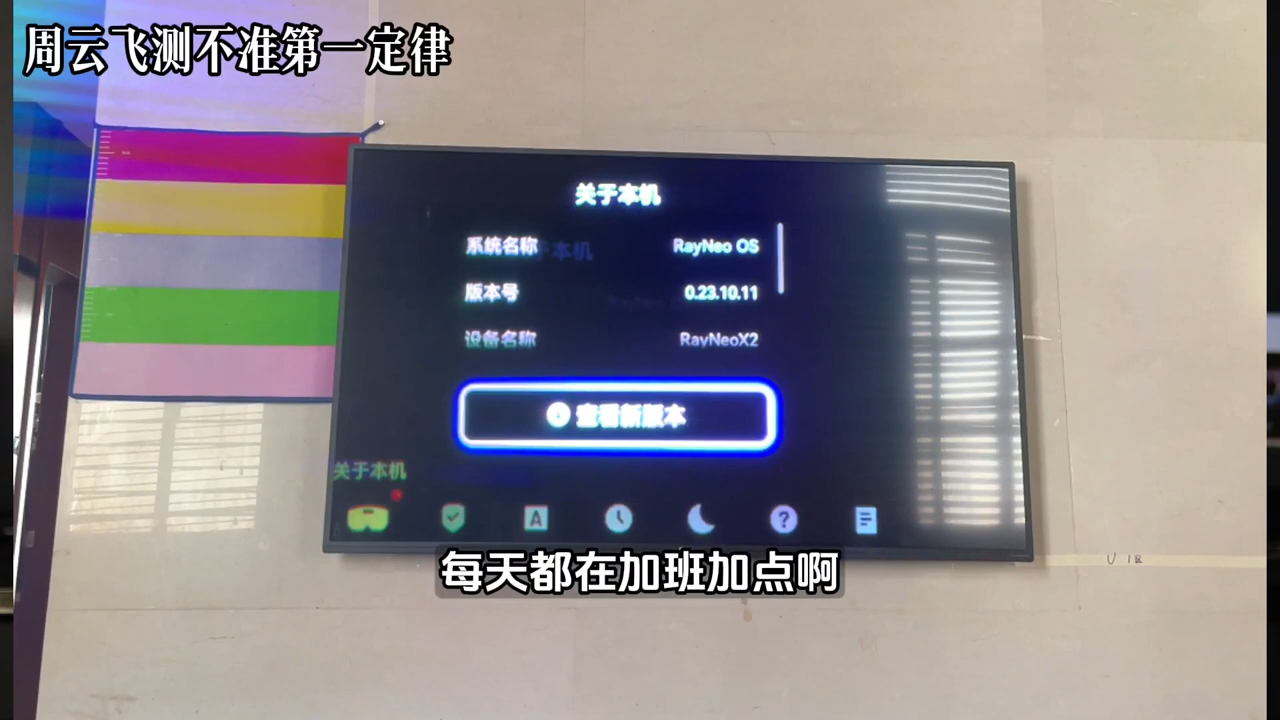 周云飞测不准第一定律
关于本机
系统名称 RayNeo OS
版本号 0.23.10.11
设备名称 RayNeoX2
查看新版本
关于本机
A
?
每天都在加班加点啊